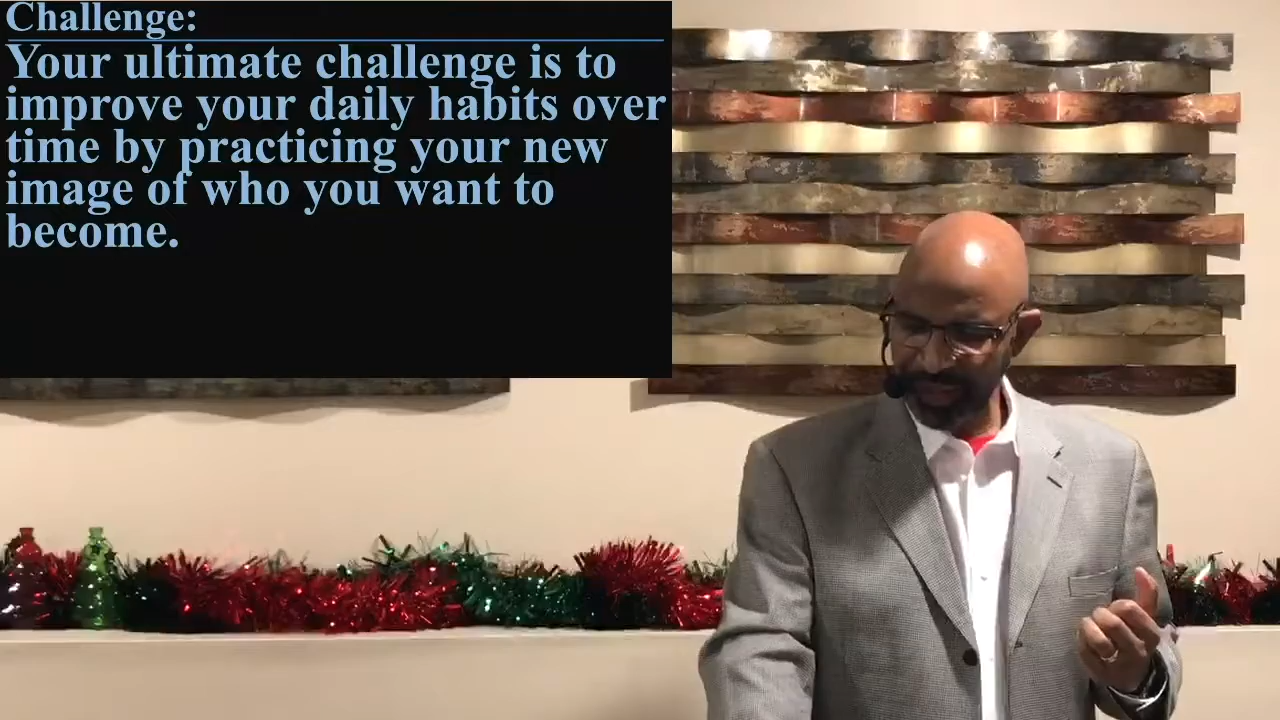 Challenge:
Your ultimate challenge is to
improve your daily habits over
time by practicing your new
image of who you want to
become.